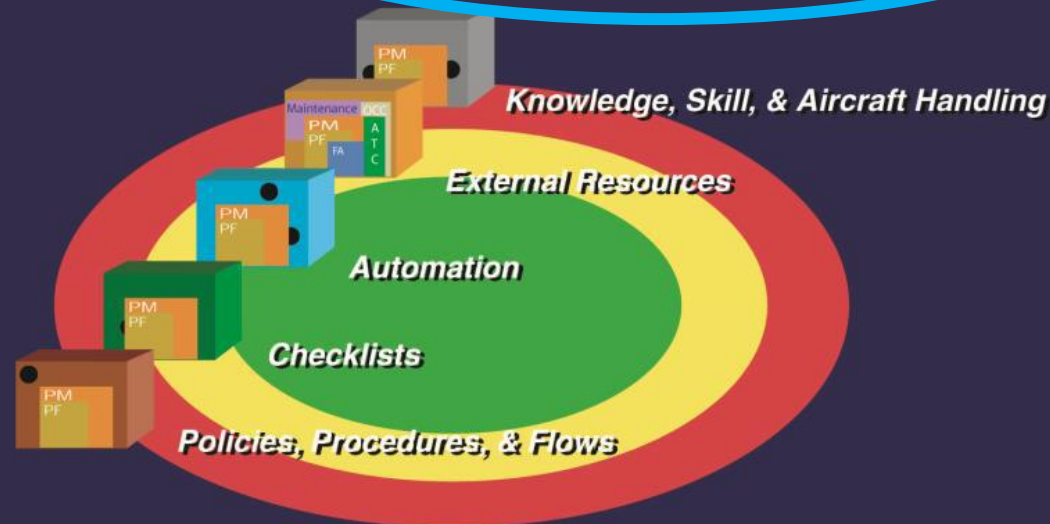 PM
PF
Knowledge, Skill, & Aircraft Handling
Maintenance OCC
PM
PF
FA
ATC
External Resources
PM
PF
Automation
PM
PF
Checklists
PM
PF
Policies, Procedures, & Flows